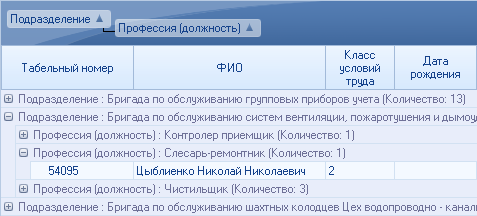 Подразделение
Профессия (должность)
Табельный номер ФИО Класс условий труда Дата рождения
Подразделение : Бригада по обслуживанию групповых приборов учета (Количество: 13)
Подразделение : Бригада по обслуживанию систем вентиляции, пожаротушения и дымоу
Профессия (должность) : Контролер приемщик (Количество: 1)
Профессия (должность) : Слесарь-ремонтник (Количество: 1)
54095 Цыблиенко Николай Николаевич 2
Профессия (должность) : Чистильщик (Количество: 3)
Подразделение : Бригада по обслуживанию шахтных колодцев Цех водопроводно - канали